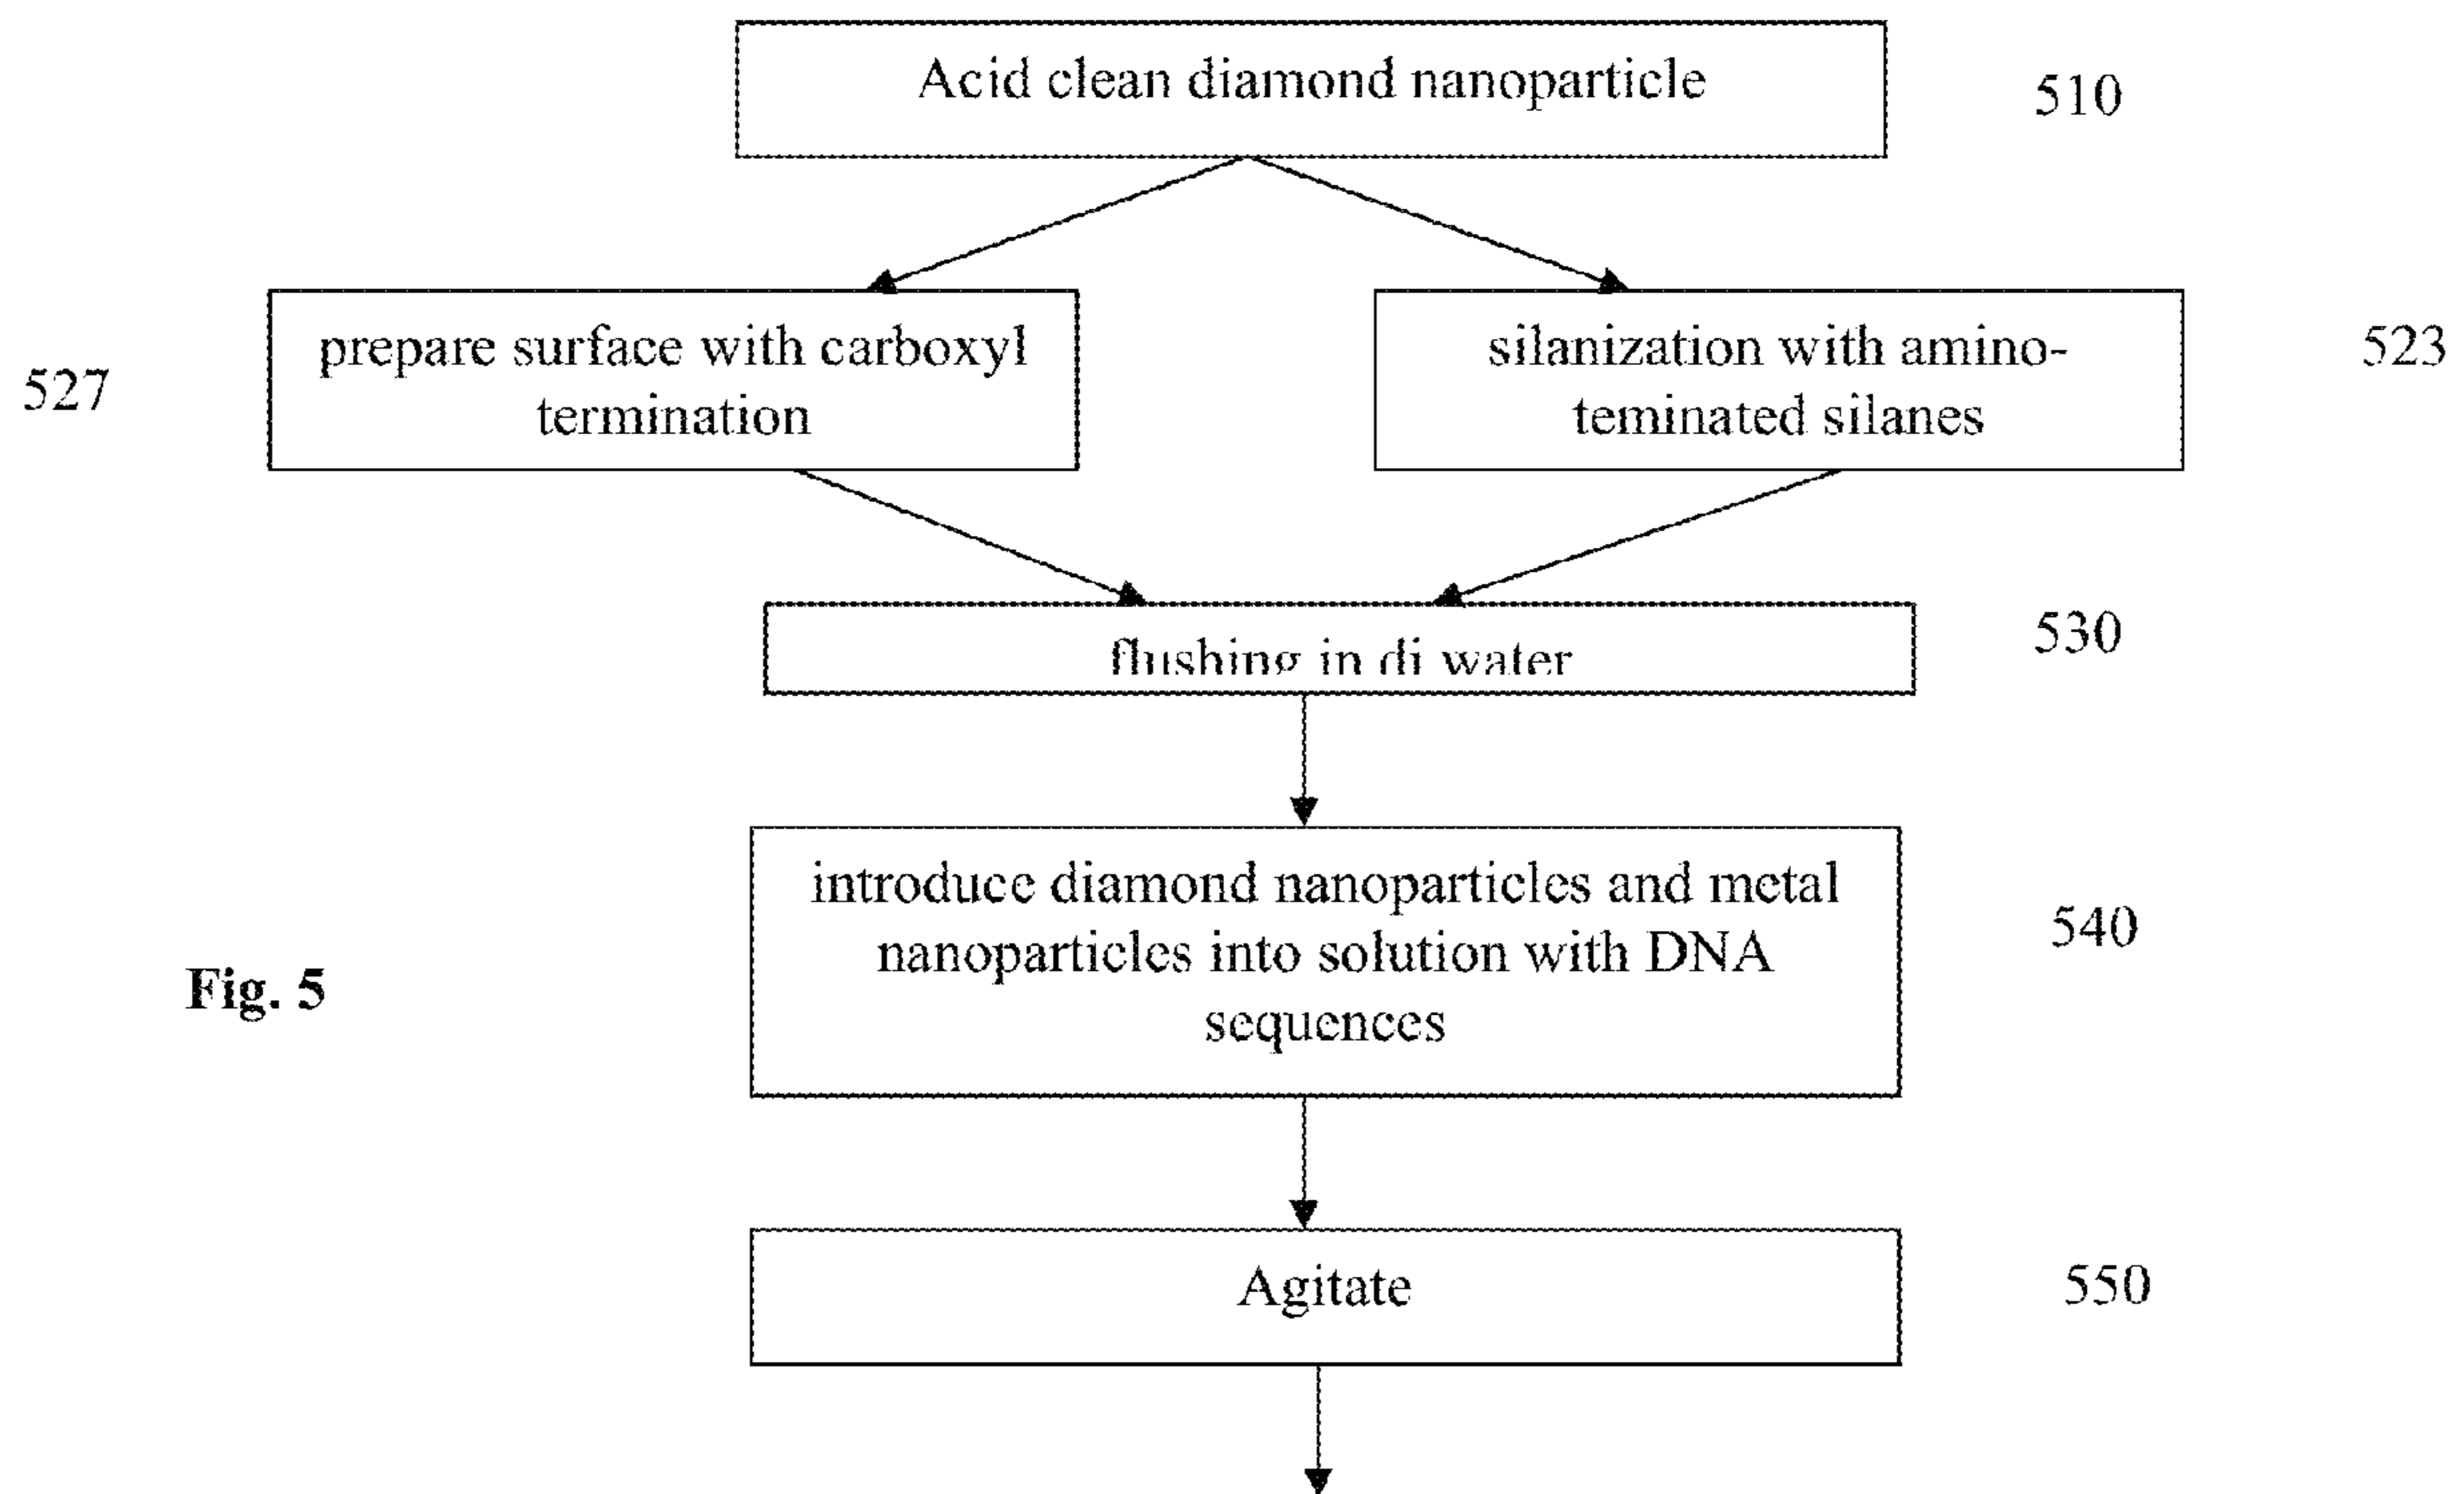 Acid clean diamond nanoparticle
510
prepare surface with carboxyl
termination
527
silanization with amino-
teminated silanes
523
flushing in di water
530
introduce diamond nanoparticles and metal
nanoparticles into solution with DNA
sequences
540
Fig. 5
Agitate
550